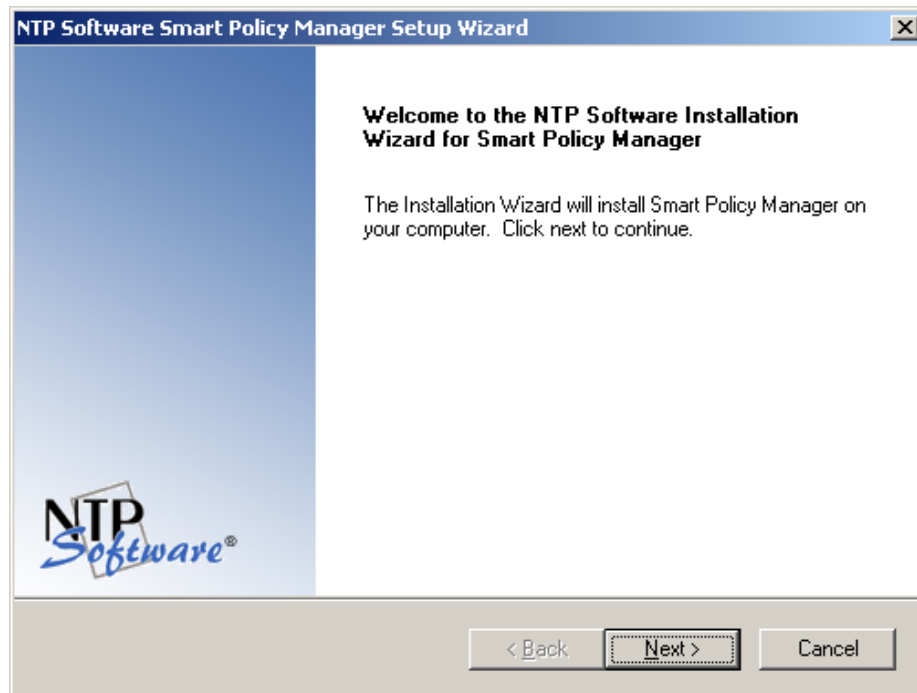 NTP Software Smart Policy Manager Setup Wizard
Welcome to the NTP Software Installation
Wizard for Smart Policy Manager
The Installation Wizard will install Smart Policy Manager on
your computer.  Click next to continue.
NTP
Software®
< Back
Next >
Cancel